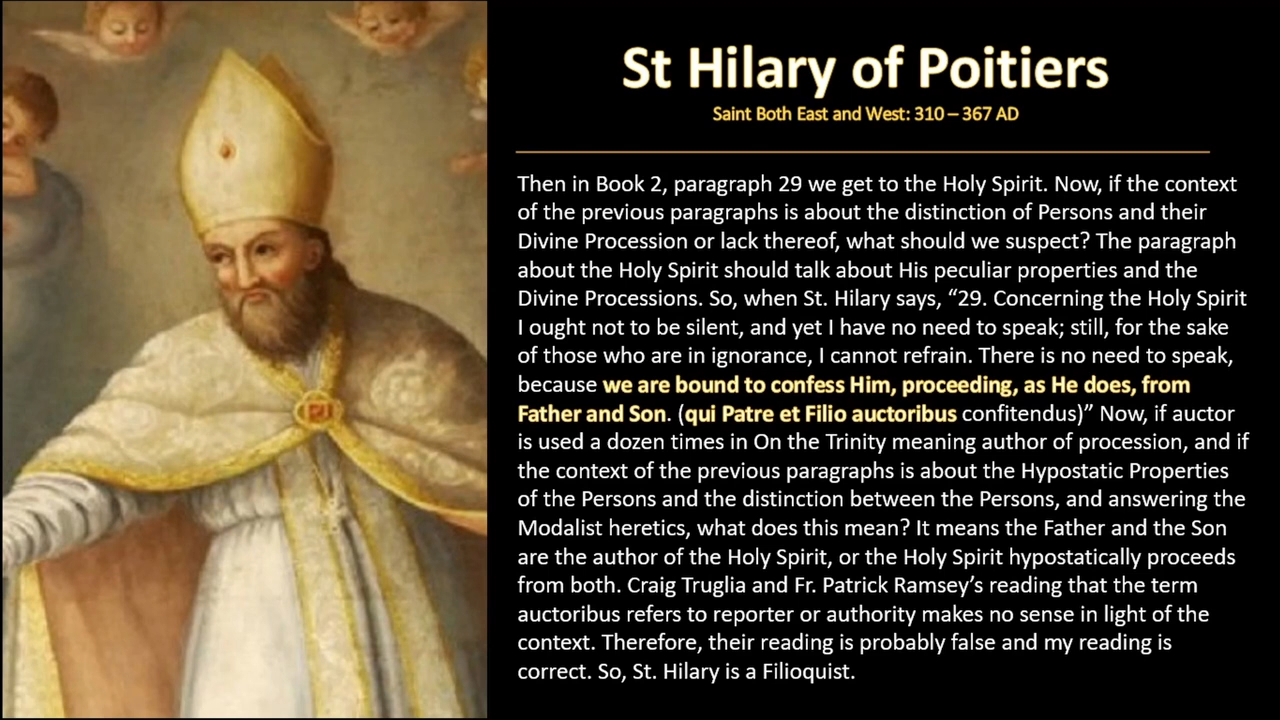 St Hilary of Poitiers
Saint Both East and West: 310 – 367 AD
Then in Book 2, paragraph 29 we get to the Holy Spirit. Now, if the context
of the previous paragraphs is about the distinction of Persons and their
Divine Procession or lack thereof, what should we suspect? The paragraph
about the Holy Spirit should talk about His peculiar properties and the
Divine Processions. So, when St. Hilary says, “29. Concerning the Holy Spirit
I ought not to be silent, and yet I have no need to speak; still, for the sake
of those who are in ignorance, I cannot refrain. There is no need to speak,
because we are bound to confess Him, proceeding, as He does, from
Father and Son. (qui Patre et Filio auctoribus confitendus)” Now, if auctor
is used a dozen times in On the Trinity meaning author of procession, and if
the context of the previous paragraphs is about the Hypostatic Properties
of the Persons and the distinction between the Persons, and answering the
Modalist heretics, what does this mean? It means the Father and the Son
are the author of the Holy Spirit, or the Holy Spirit hypostatically proceeds
from both. Craig Truglia and Fr. Patrick Ramsey’s reading that the term
auctoribus refers to reporter or authority makes no sense in light of the
context. Therefore, their reading is probably false and my reading is
correct. So, St. Hilary is a Filioquist.